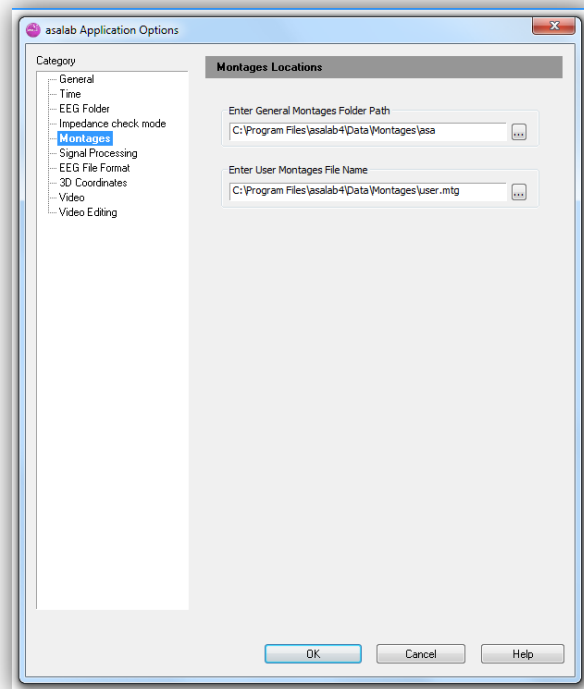 asalab Application Options
Category
General
Time
EEG Folder
Impedance check mode
Montages
Signal Processing
EEG File Format
3D Coordinates
Video
Video Editing
Montages Locations
Enter General Montages Folder Path
C:\Program Files\asalab4\Data\Montages\asa
...
Enter User Montages File Name
C:\Program Files\asalab4\Data\Montages\user.mtg
...
OK Cancel Help